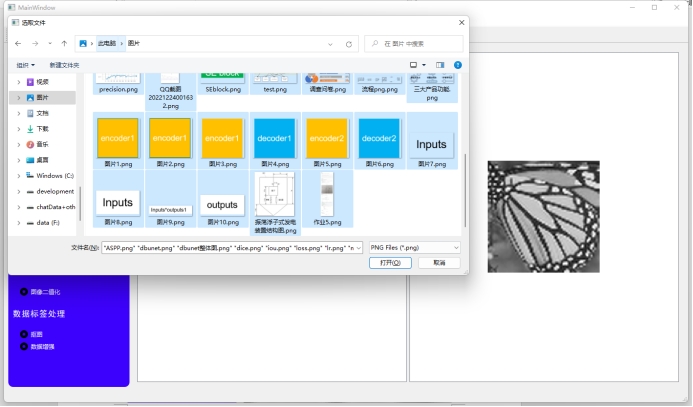 MainWindow
选取文件
此电脑 > 图片
在 图片 中搜索
组织
新建文件夹
视频
图片
文档
下载
音乐
桌面
Windows (C:)
development
chatData+oth
data (F:)
precision.png
QQ截图20221224001632.png
SEblock.png
test.png
调查问卷.png
流程png.png
三大产品功能.png
SE block
encoder1
encoder1
encoder1
decoder1
encoder2
decoder2
Inputs
图片1.png
图片2.png
图片3.png
图片4.png
图片5.png
图片6.png
图片7.png
Inputs
Inputs*outputs1
outputs
图片8.png
图片9.png
图片10.png
振荡浮子式发电装置结构图.png
作业5.png
文件名(N):
"ASPP.png" "dbunet.png" "dbunet整体图.png" "dice.png" "iou.png" "loss.png" "lr.png" "n
PNG Files (*.png)
打开(O)
取消
图像二值化
数据标签处理
抠图
数据增强